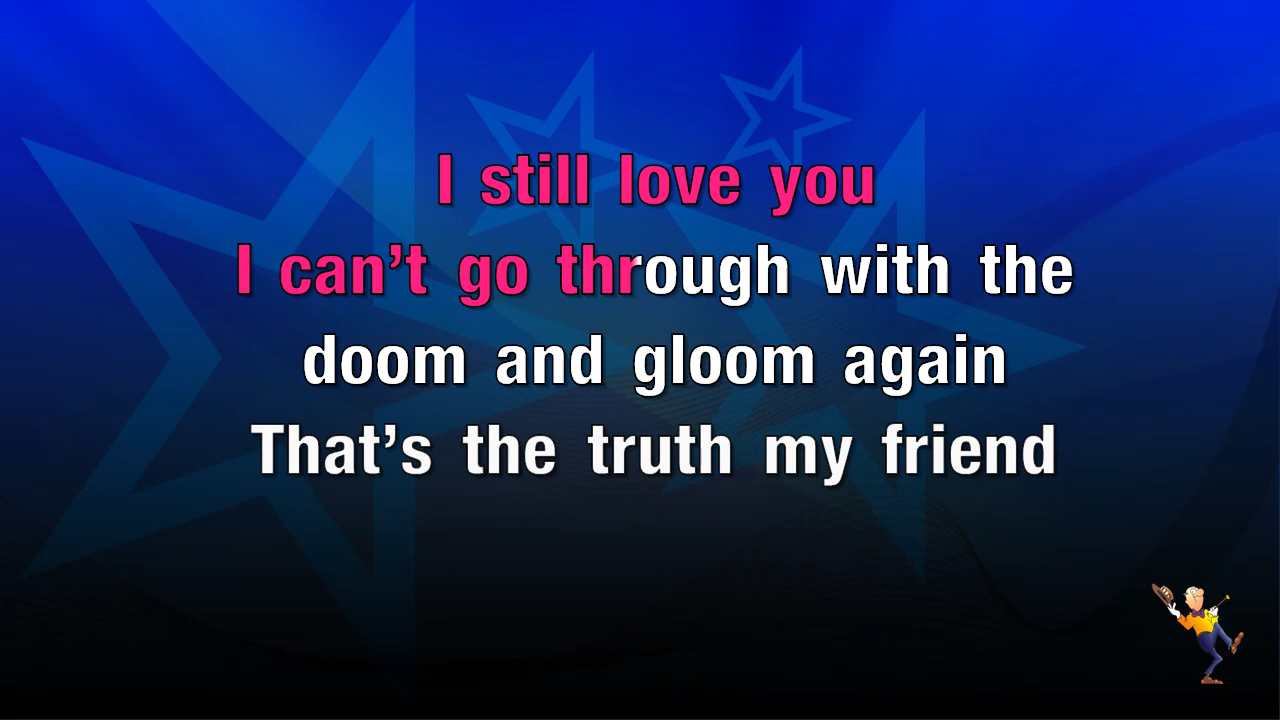 I still love you
I can’t go through with the
doom and gloom again
That’s the truth my friend